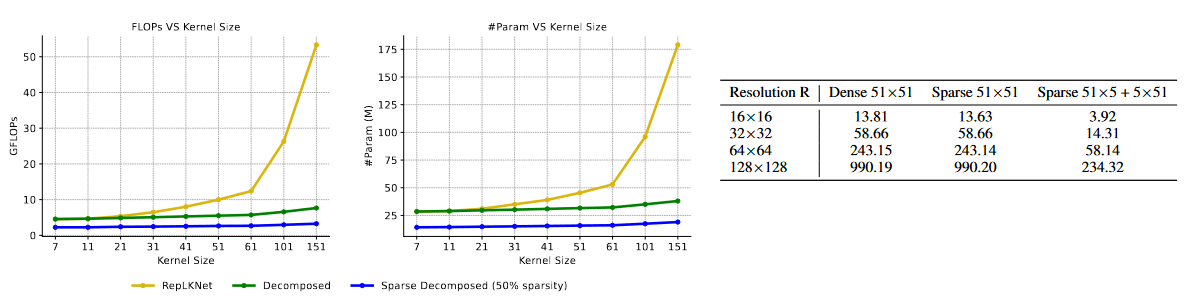 FLOPs VS Kernel Size
GFLOPs
50
40
30
20
10
0
7 11 21 31 41 51 61 101 151
Kernel Size
#Param VS Kernel Size
#Param (M)
175
150
125
100
75
50
25
7 11 21 31 41 51 61 101 151
Kernel Size
RepLKNet Decomposed Sparse Decomposed (50% sparsity)
Resolution R Dense 51×51 Sparse 51×51 Sparse 51×5 + 5×51
16×16 13.81 13.63 3.92
32×32 58.66 58.66 14.31
64×64 243.15 243.14 58.14
128×128 990.19 990.20 234.32